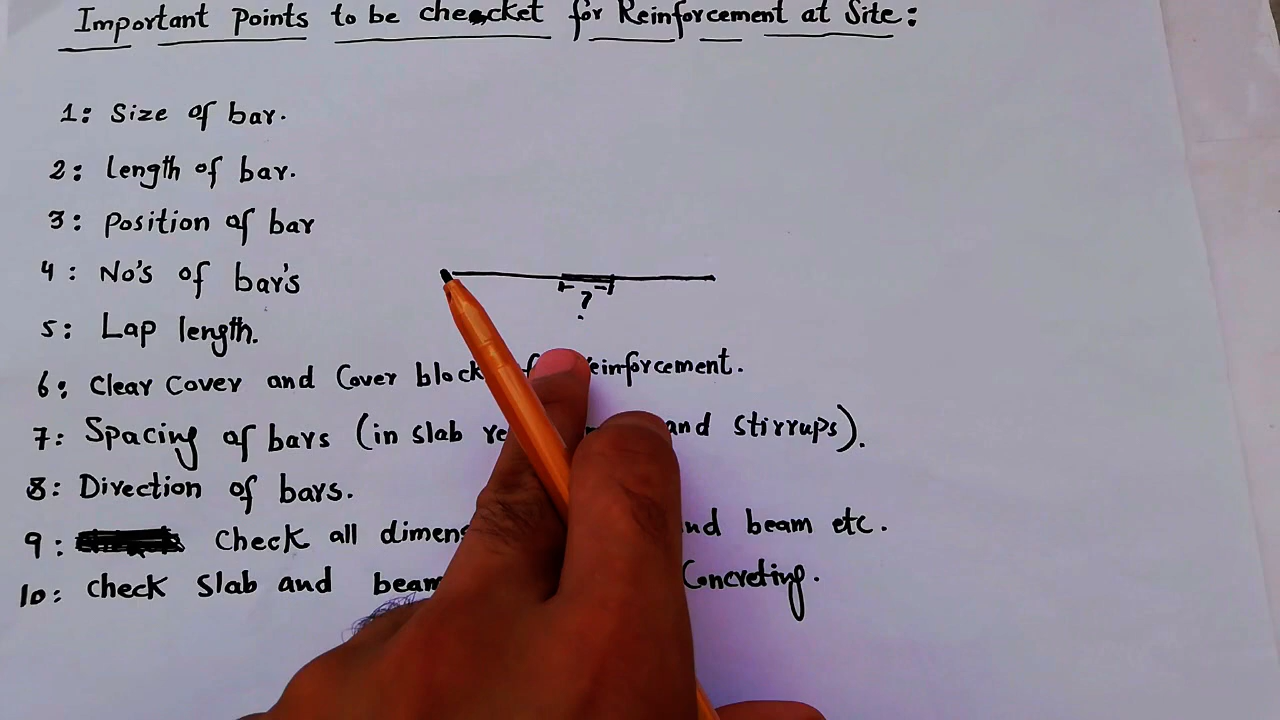 Important Points to be checket for Reinforcement at Site:
1: Size of bar.
2: Length of bar.
3: Position of bar
4: No's of bar's
?
5: Lap length.
6: Clear Cover and Cover block reinforcement.
7: Spacing of bars (in slab and stirrups).
8: Direction of bars.
9: Check all beam etc.
10: Check Slab and beam Concreting.